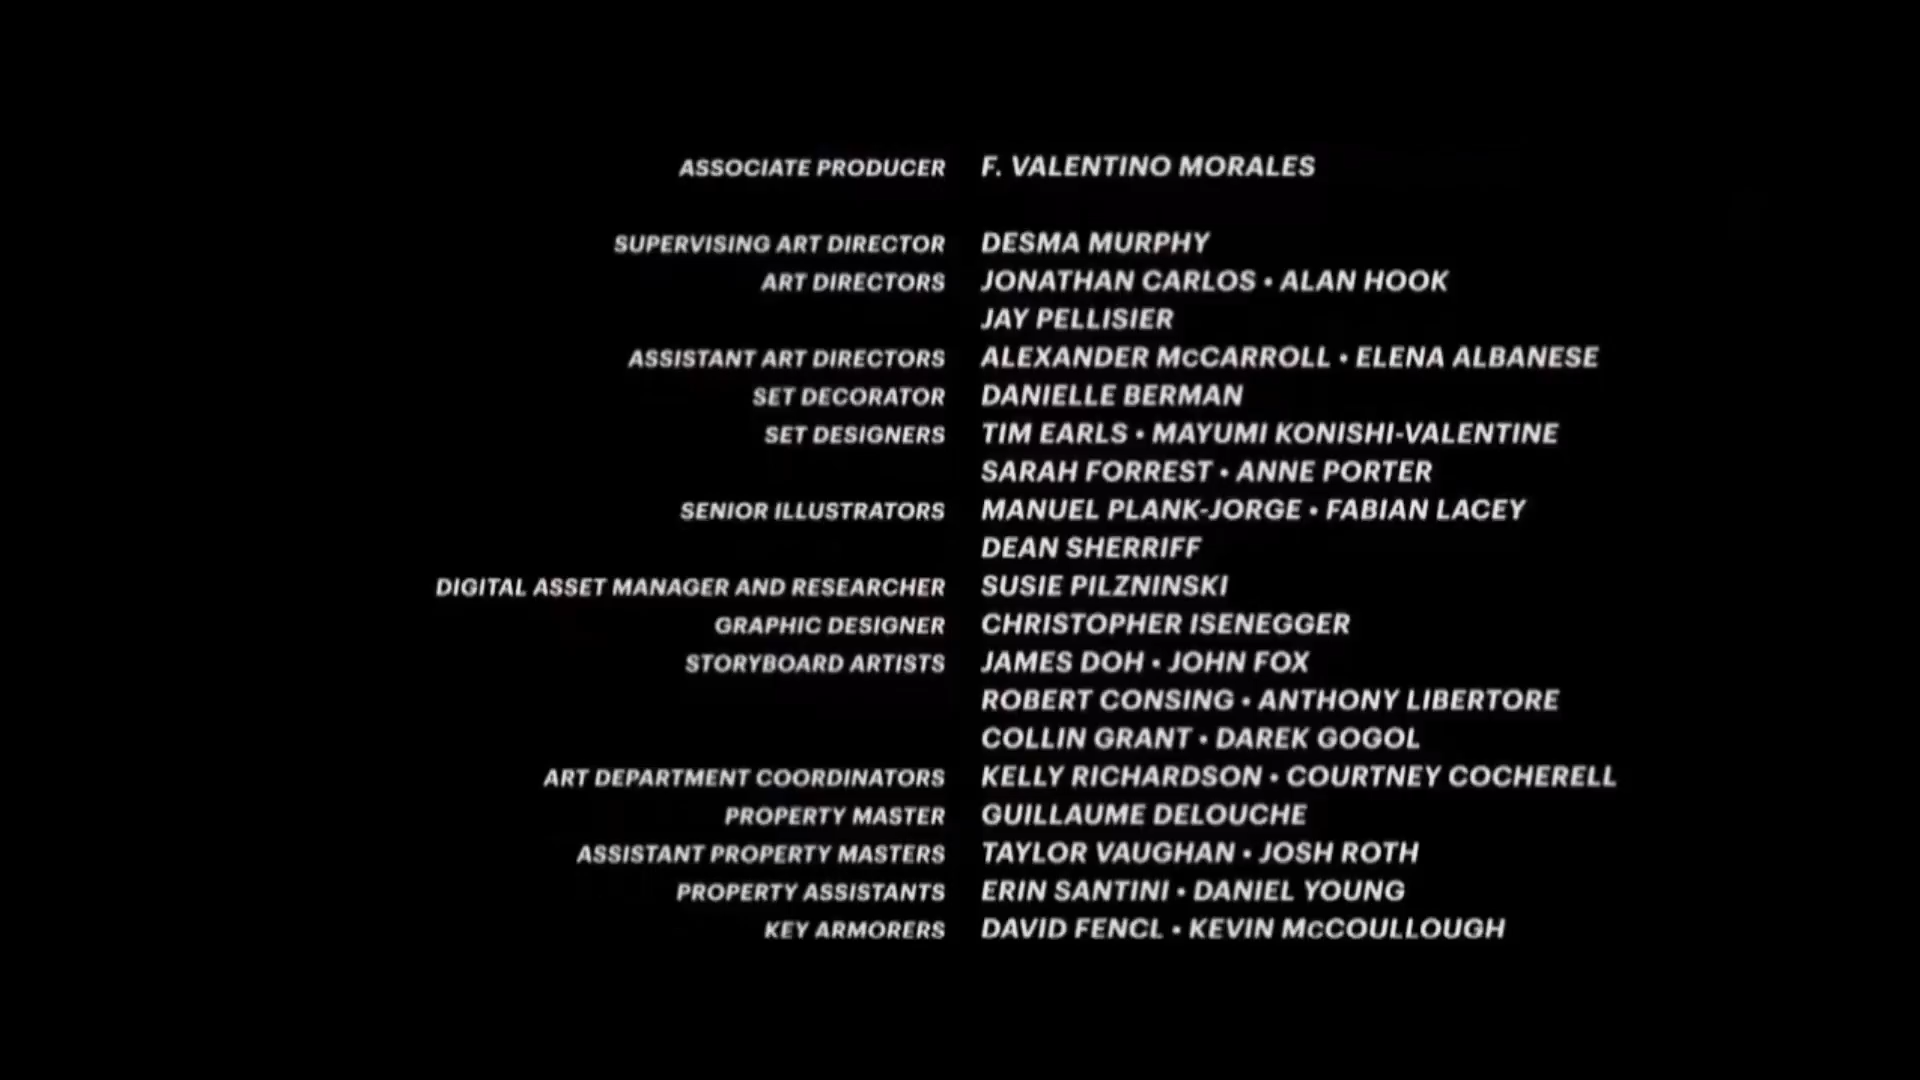 ASSOCIATE PRODUCER F. VALENTINO MORALES
SUPERVISING ART DIRECTOR DESMA MURPHY
ART DIRECTORS JONATHAN CARLOS • ALAN HOOK
JAY PELLISIER
ASSISTANT ART DIRECTORS ALEXANDER McCARROLL • ELENA ALBANESE
SET DECORATOR DANIELLE BERMAN
SET DESIGNERS TIM EARLS • MAYUMI KONISHI-VALENTINE
SARAH FORREST • ANNE PORTER
SENIOR ILLUSTRATORS MANUEL PLANK-JORGE • FABIAN LACEY
DEAN SHERRIFF
DIGITAL ASSET MANAGER AND RESEARCHER SUSIE PILZNINSKI
GRAPHIC DESIGNER CHRISTOPHER ISENEGGER
STORYBOARD ARTISTS JAMES DOH • JOHN FOX
ROBERT CONSING • ANTHONY LIBERTORE
COLLIN GRANT • DAREK GOGOL
ART DEPARTMENT COORDINATORS KELLY RICHARDSON • COURTNEY COCHERELL
PROPERTY MASTER GUILLAUME DELOUCHE
ASSISTANT PROPERTY MASTERS TAYLOR VAUGHAN • JOSH ROTH
PROPERTY ASSISTANTS ERIN SANTINI • DANIEL YOUNG
KEY ARMORERS DAVID FENCL • KEVIN McCOULLOUGH